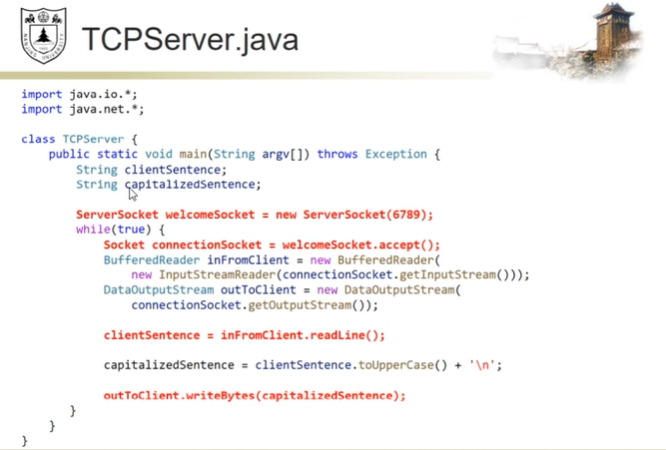 TCPServer.java
import java.io.*;
import java.net.*;
class TCPServer {
public static void main(String argv[]) throws Exception {
String clientSentence;
String capitalizedSentence;
ServerSocket welcomeSocket = new ServerSocket(6789);
while(true) {
Socket connectionSocket = welcomeSocket.accept();
BufferedReader inFromClient = new BufferedReader(
new InputStreamReader(connectionSocket.getInputStream()));
DataOutputStream outToClient = new DataOutputStream(
connectionSocket.getOutputStream());
clientSentence = inFromClient.readLine();
capitalizedSentence = clientSentence.toUpperCase() + '\n';
outToClient.writeBytes(capitalizedSentence);
}
}
}